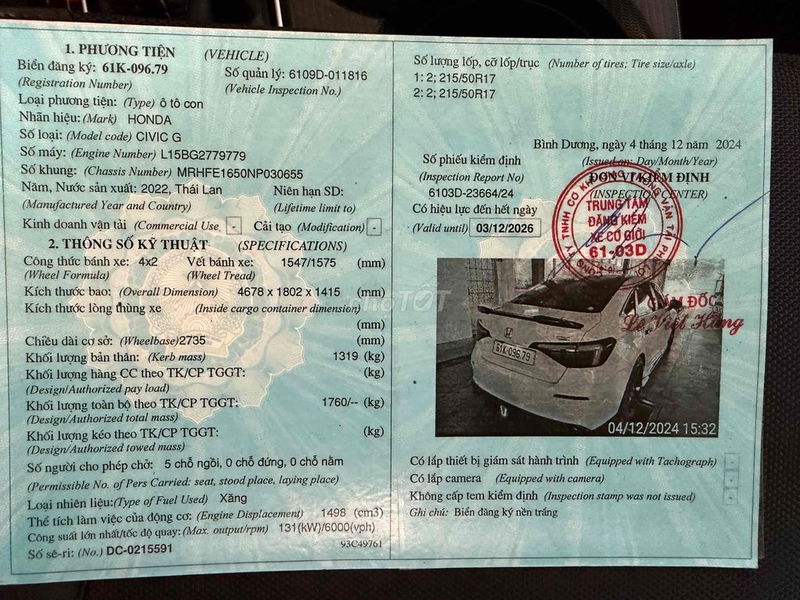 1. PHƯƠNG TIỆN (VEHICLE)
Biển đăng ký: 61K-096.79 Số quản lý: 6109D-011816
(Registration Number) (Vehicle Inspection No.)
Loại phương tiện: (Type) ô tô con
Nhãn hiệu: (Mark) HONDA
Số loại: (Model code) CIVIC G
Số máy: (Engine Number) L15BG2779779
Số khung: (Chassis Number) MRHFE1650NP030655
Năm, Nước sản xuất: 2022, Thái Lan Niên hạn SD:
(Manufactured Year and Country) (Lifetime limit to)
Kinh doanh vận tải (Commercial Use) - Cải tạo (Modification) -
2. THÔNG SỐ KỸ THUẬT (SPECIFICATIONS)
Công thức bánh xe: 4x2 Vết bánh xe: 1547/1575 (mm)
(Wheel Formula) (Wheel Tread)
Kích thước bao: (Overall Dimension) 4678 x 1802 x 1415 (mm)
Kích thước lòng thùng xe (Inside cargo container dimension)
(mm)
Chiều dài cơ sở: (Wheelbase) 2735 (mm)
Khối lượng bản thân: (Kerb mass) 1319 (kg)
Khối lượng hàng CC theo TK/CP TGGT: (kg)
(Design/Authorized pay load)
Khối lượng toàn bộ theo TK/CP TGGT: 1760/-- (kg)
(Design/Authorized total mass)
Khối lượng kéo theo TK/CP TGGT: (kg)
(Design/Authorized towed mass)
Số người cho phép chở: 5 chỗ ngồi, 0 chỗ đứng, 0 chỗ nằm
(Permissible No. of Pers Carried: seat, stood place, laying place)
Loại nhiên liệu: (Type of Fuel Used) Xăng
Thể tích làm việc của động cơ: (Engine Displacement) 1498 (cm3)
Công suất lớn nhất/tốc độ quay: (Max. output/rpm) 131(kW)/6000(vph)
Số sê-ri: (No.) DC-0215591 93C49761
Số lượng lốp, cỡ lốp/trục (Number of tires; Tire size/axle)
1: 2; 215/50R17
2: 2; 215/50R17
Bình Dương, ngày 4 tháng 12 năm 2024
(Issued on: Day/Month/Year)
Số phiếu kiểm định ĐƠN VỊ KIỂM ĐỊNH
(Inspection Report No) (INSPECTION CENTER)
6103D-23664/24
Có hiệu lực đến hết ngày
(Valid until) 03/12/2026
TRUNG TÂM
ĐĂNG KIỂM
XE CƠ GIỚI
61-03D
GIÁM ĐỐC
Lê Việt Hùng
CHỢ TỐT
61K-096.79
04/12/2024 15:32
Có lắp thiết bị giám sát hành trình (Equipped with Tachograph)
Có lắp camera (Equipped with camera)
Không cấp tem kiểm định (Inspection stamp was not issued)
Ghi chú: Biển đăng ký nền trắng